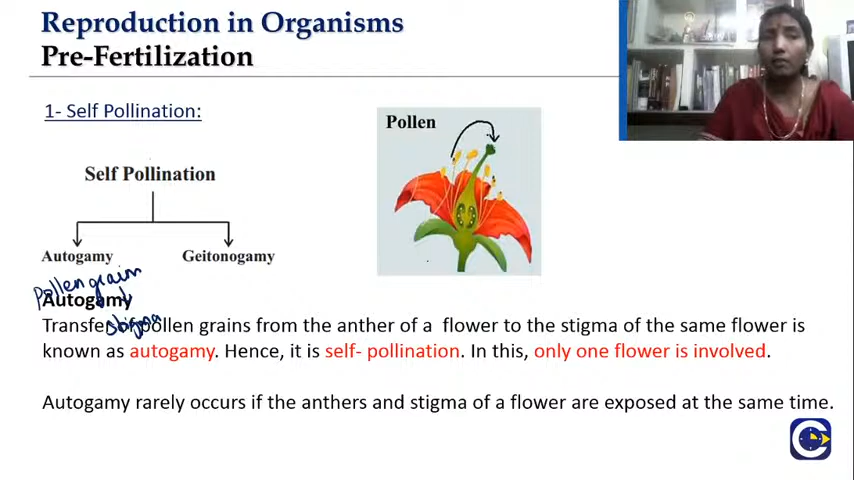 Reproduction in Organisms
Pre-Fertilization
1- Self Pollination:
Pollen
Self Pollination
Autogamy Geitonogamy
Pollen grain
Autogamy
stigma
Transfer of pollen grains from the anther of a flower to the stigma of the same flower is
known as autogamy. Hence, it is self- pollination. In this, only one flower is involved.
Autogamy rarely occurs if the anthers and stigma of a flower are exposed at the same time.